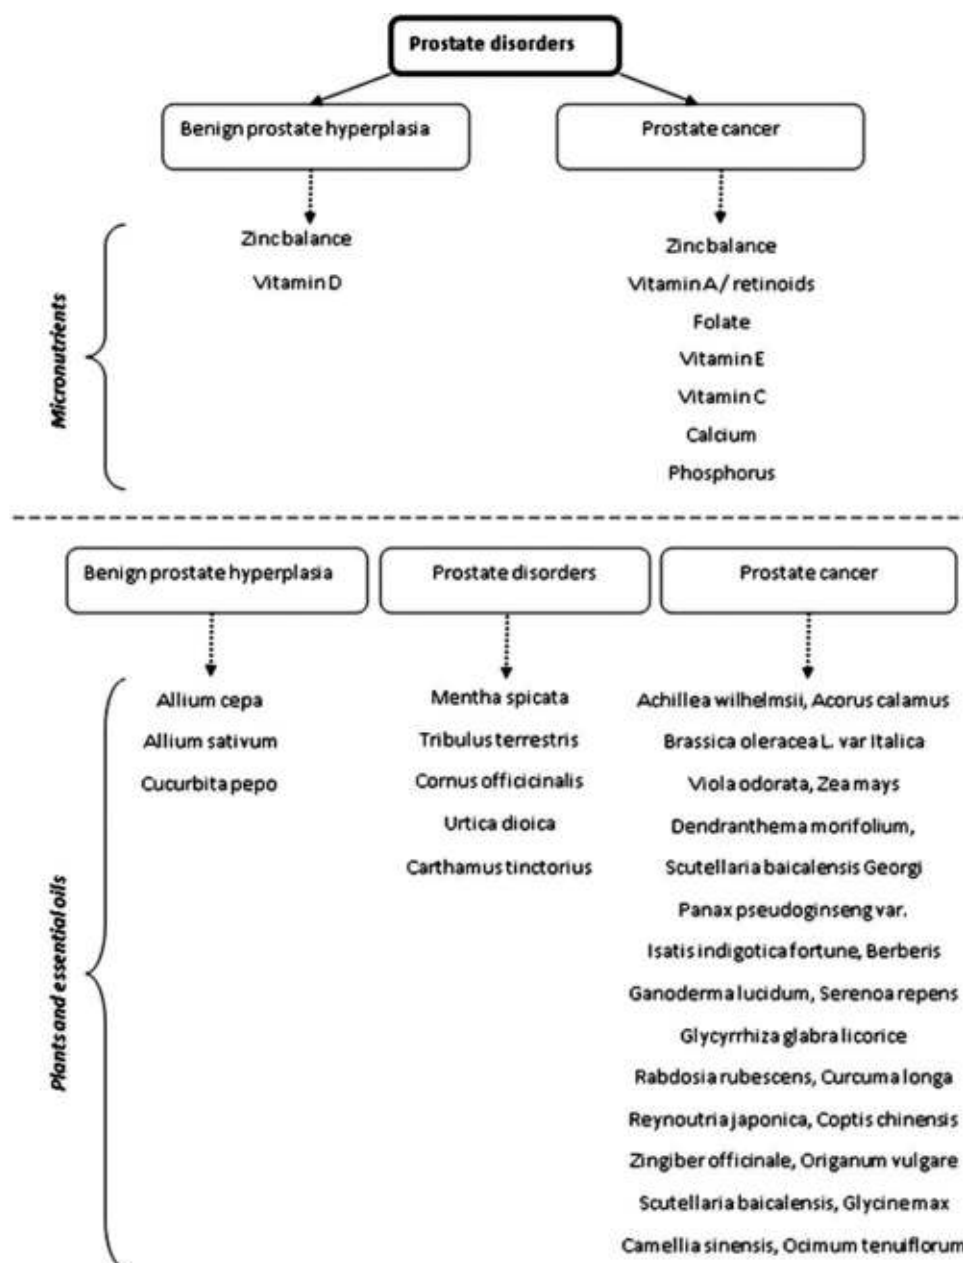 Prostate disorders
Benign prostate hyperplasia
Prostate cancer
Micronutrients
Zinc balance
Vitamin D
Zinc balance
Vitamin A / retinoids
Folate
Vitamin E
Vitamin C
Calcium
Phosphorus
Benign prostate hyperplasia
Prostate disorders
Prostate cancer
Plants and essential oils
Allium cepa
Allium sativum
Cucurbita pepo
Mentha spicata
Tribulus terrestris
Cornus officicinalis
Urtica dioica
Carthamus tinctorius
Achillea wilhelmsii, Acorus calamus
Brassica oleracea L. var Italica
Viola odorata, Zea mays
Dendranthema morifolium,
Scutellaria baicalensis Georgi
Panax pseudoginseng var.
Isatis indigotica fortune, Berberis
Ganoderma lucidum, Serenoa repens
Glycyrrhiza glabra licorice
Rabdosia rubescens, Curcuma longa
Reynoutria japonica, Coptis chinensis
Zingiber officinale, Origanum vulgare
Scutellaria baicalensis, Glycine max
Camellia sinensis, Ocimum tenuiflorum